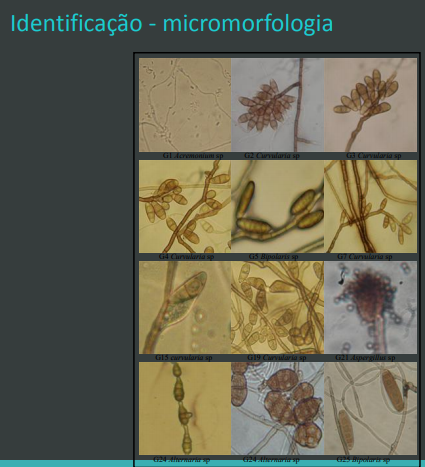 Identificação - micromorfologia
G1 Acremonium sp G2 Curvularia sp G3 Curvularia sp
G4 Curvularia sp G5 Bipolaris sp G7 Curvularia sp
G15 curvularia sp G19 Curvularia sp G21 Aspergillus sp
G24 Alternaria sp G24 Alternaria sp G25 Bipolaris sp